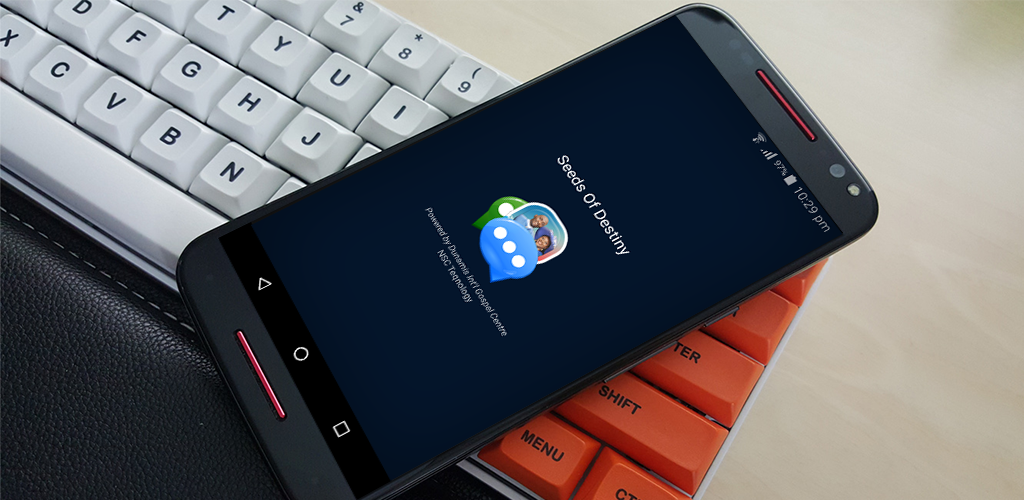 D
T
&
7
X
F
Y
*
8
C
G
U
(
9
V
H
I
B
J
N
97%
10:29 pm
Seeds Of Destiny
Powered by Dunamis Int'l Gospel Centre
NSC Teqnology
TER
SHIFT
MENU
CT